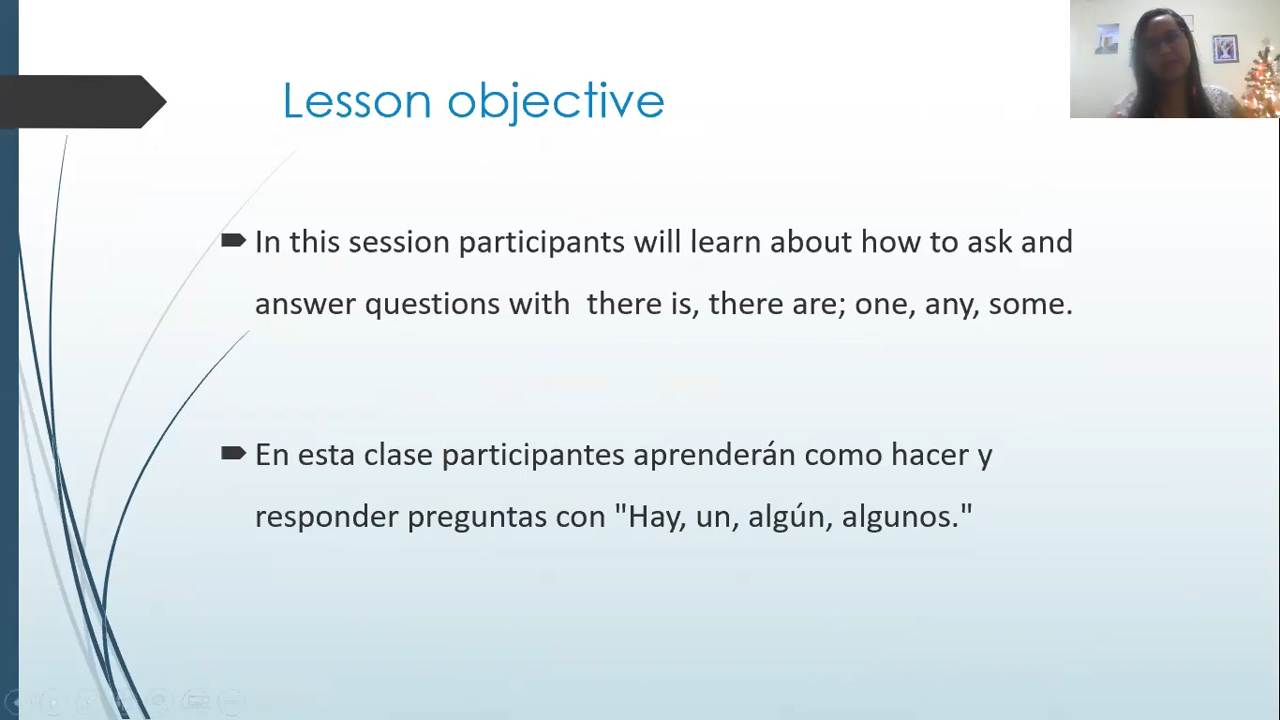 Lesson objective
In this session participants will learn about how to ask and
answer questions with there is, there are; one, any, some.
En esta clase participantes aprenderán como hacer y
responder preguntas con "Hay, un, algún, algunos."